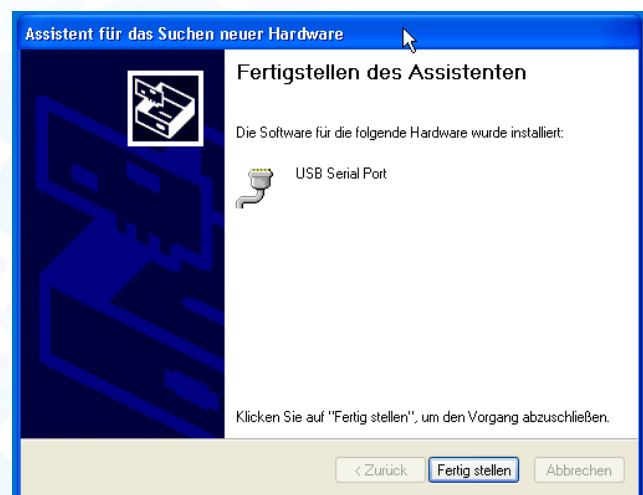 Assistent für das Suchen neuer Hardware
Fertigstellen des Assistenten
Die Software für die folgende Hardware wurde installiert:
USB Serial Port
Klicken Sie auf "Fertig stellen", um den Vorgang abzuschließen.
< Zurück Fertig stellen Abbrechen